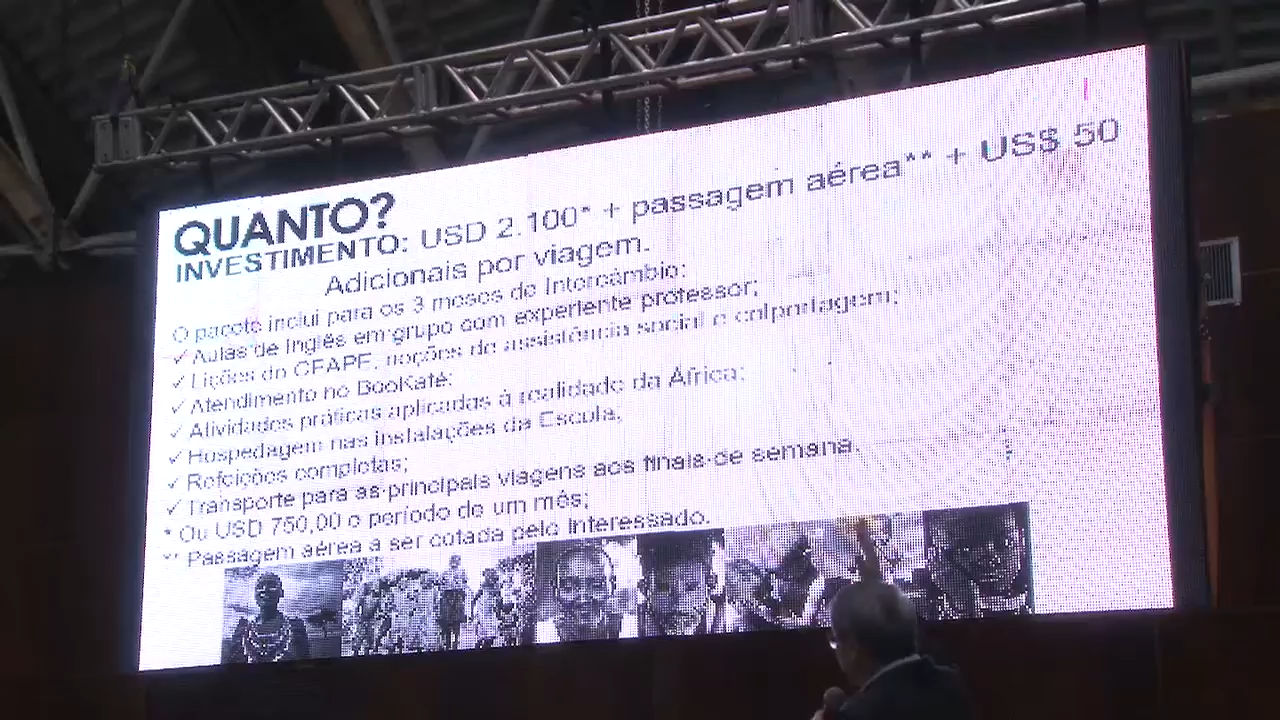 QUANTO?
INVESTIMENTO: USD 2.100* + passagem aérea** + US$ 50
Adicionais por viagem.
O pacote inclui para os 3 meses de Intercâmbio:
✓ Aulas de Inglês em grupo com experiente professor;
✓ Lições do CFAPE, noções de assistência social e colportagem;
✓ Atendimento no BooKafé;
✓ Atividades práticas aplicadas à realidade da África;
✓ Hospedagem nas instalações da Escola;
✓ Refeições completas;
✓ Transporte para as principais viagens aos finais de semana.
* Ou USD 750,00 o período de um mês;
** Passagem aérea a ser cotada pelo Interessado.